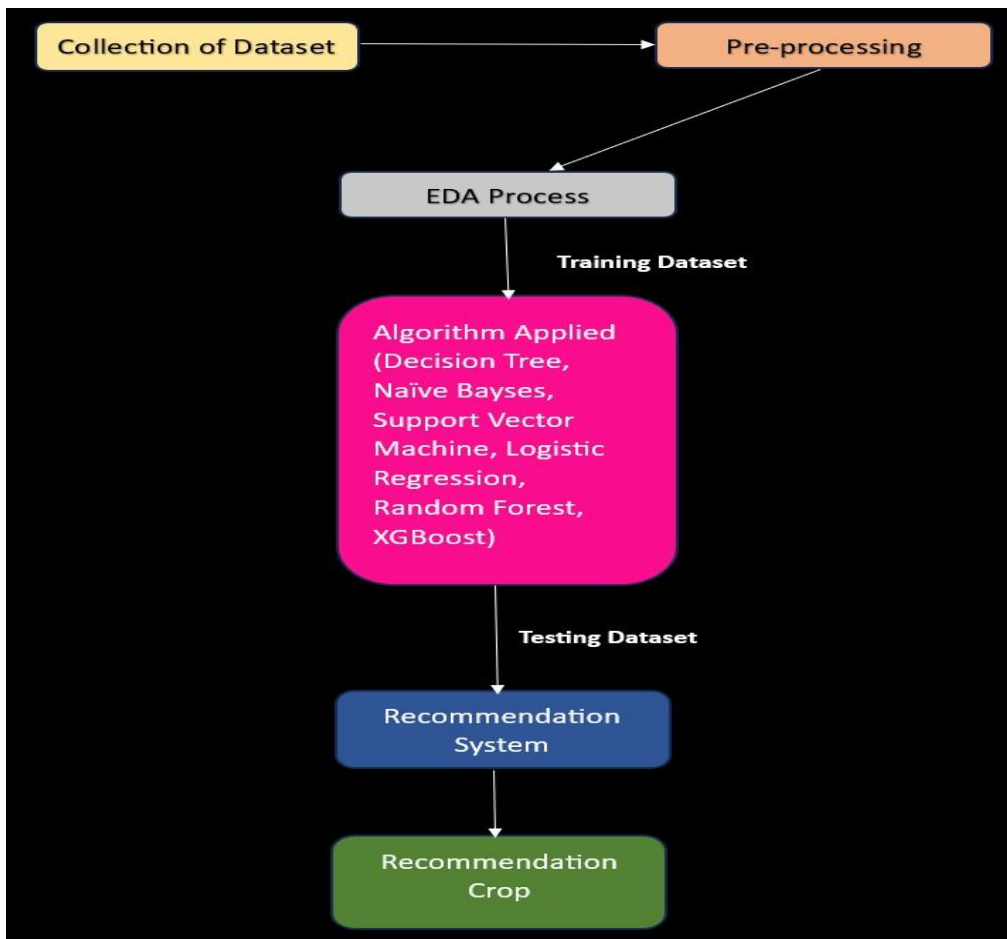 Collection of Dataset
Pre-processing
EDA Process
Training Dataset
Algorithm Applied
(Decision Tree,
Naïve Bayses,
Support Vector
Machine, Logistic
Regression,
Random Forest,
XGBoost)
Testing Dataset
Recommendation
System
Recommendation
Crop